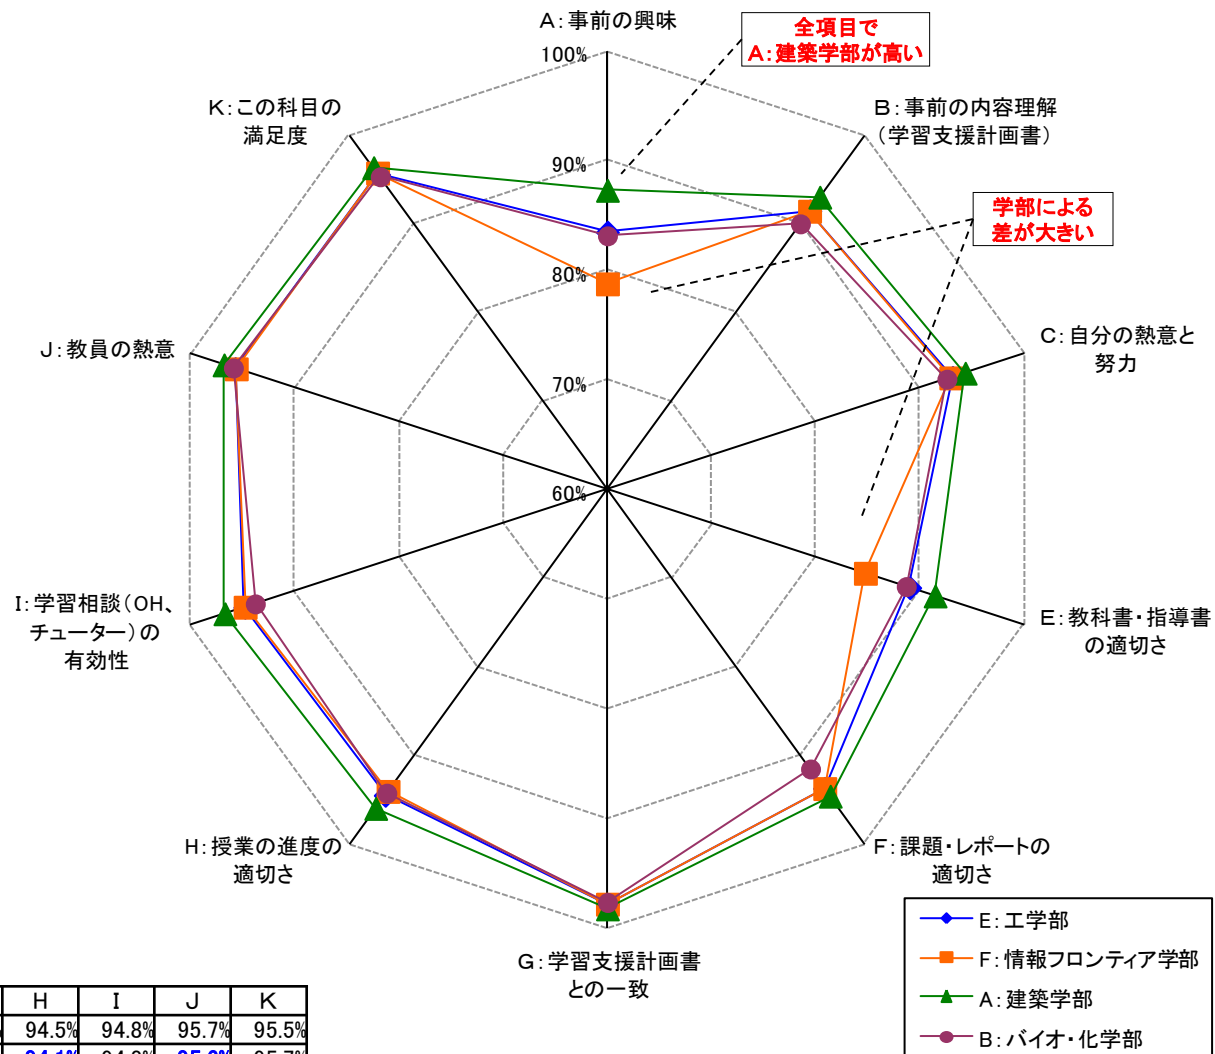 A:事前の興味
全項目で
A:建築学部が高い
100%
K:この科目の
満足度
B:事前の内容理解
(学習支援計画書)
90%
学部による
差が大きい
80%
C:自分の熱意と
努力
J:教員の熱意
70%
60%
I:学習相談(OH、
チューター)の
有効性
E:教科書・指導書
の適切さ
H:授業の進度の
適切さ
F:課題・レポートの
適切さ
G:学習支援計画書
との一致
E:工学部
F:情報フロンティア学部
A:建築学部
B:バイオ・化学部
H I J K
94.5% 94.8% 95.7% 95.5%